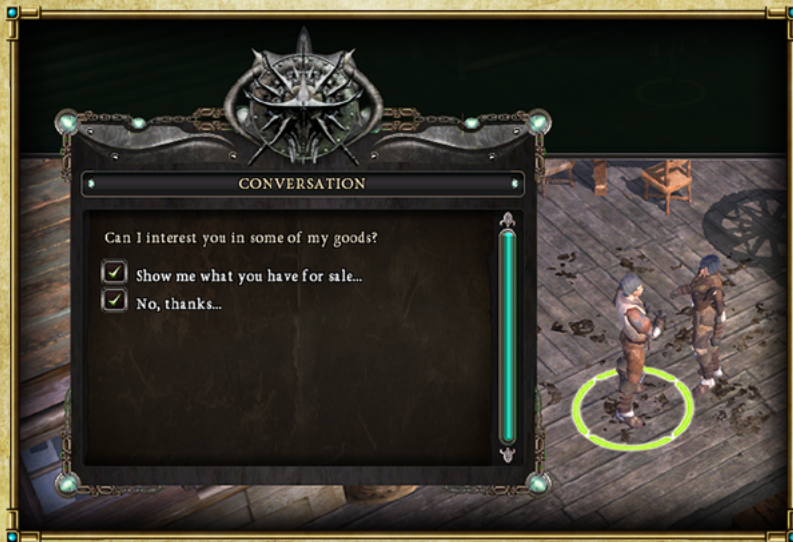 CONVERSATION
Can I interest you in some of my goods?
Show me what you have for sale...
No, thanks...